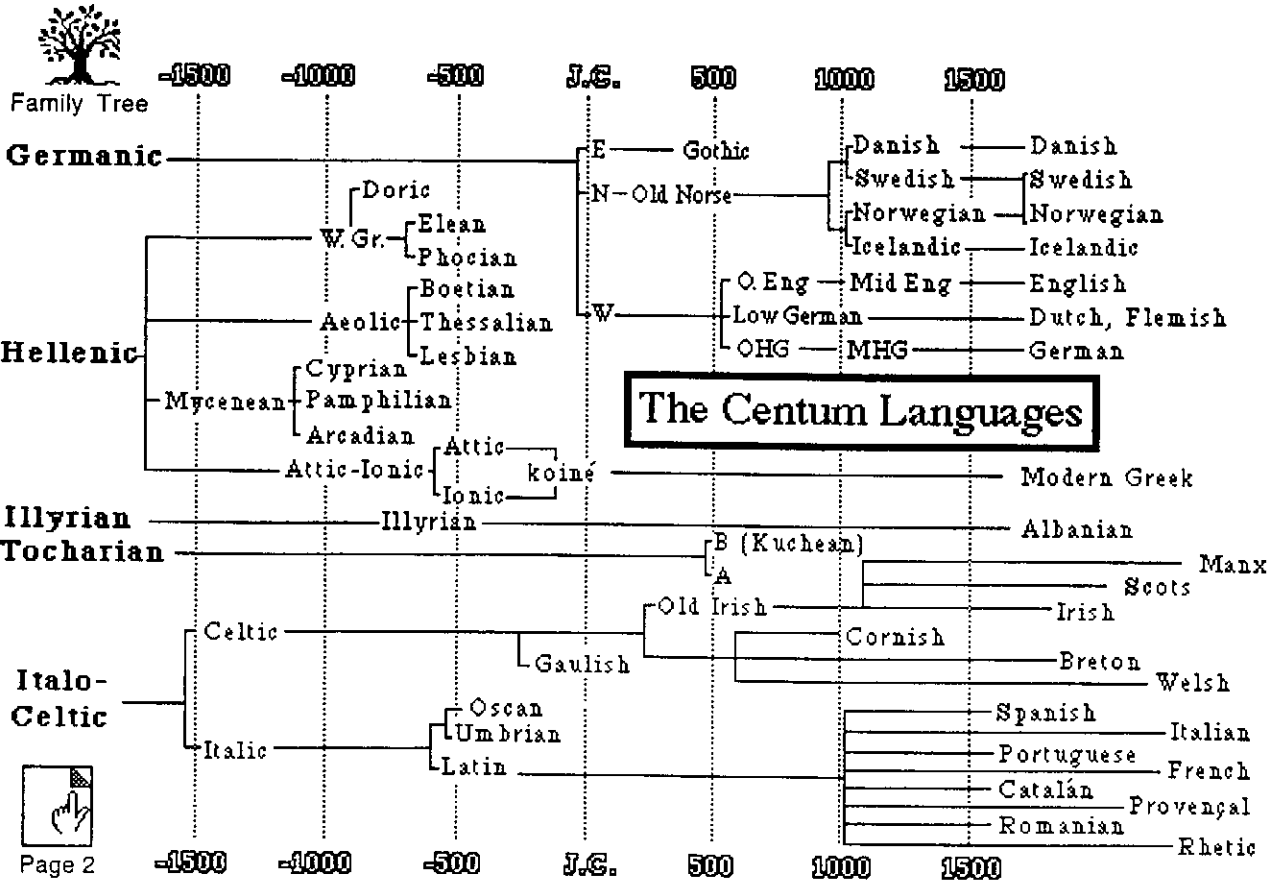 -1500 -1000 -500 J.C. 500 1000 1500
Family Tree
Germanic E Gothic Danish Danish
N Old Norse Swedish Swedish
Doric Norwegian Norwegian
W. Gr. Elean
Phocian Icelandic Icelandic
Boetian O. Eng Mid Eng English
Aeolic Thessalian W Low German Dutch, Flemish
Lesbian OHG MHG German
Hellenic
Cyprian
Mycenean Pamphilian The Centum Languages
Arcadian
Attic-Ionic Attic koiné Modern Greek
Ionic
Illyrian Illyrian Albanian
Tocharian B (Kuchean)
A Manx
Scots
Old Irish Irish
Celtic Cornish
Gaulish Breton
Italo-
Celtic
Welsh
Oscan Spanish
Umbrian Italian
Italic Portuguese
Latin French
Catalán
Provençal
Romanian
Rhetic
Page 2
-1500 -1000 -500 J.C. 500 1000 1500